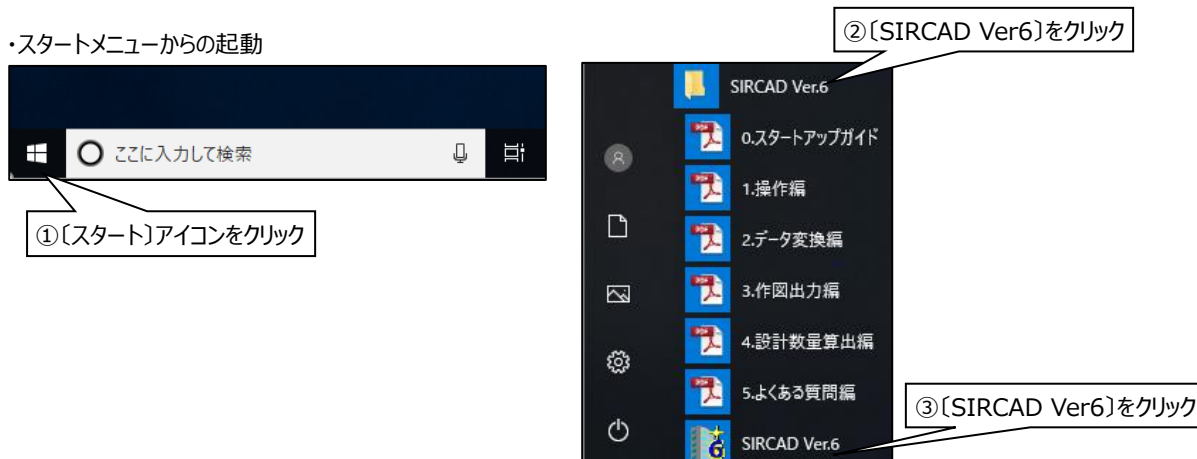 ②〔SIRCAD Ver6〕をクリック
・スタートメニューからの起動
ここに入力して検索
①〔スタート〕アイコンをクリック
SIRCAD Ver.6
0.スタートアップガイド
1.操作編
2.データ変換編
3.作図出力編
4.設計数量算出編
5.よくある質問編
③〔SIRCAD Ver6〕をクリック
SIRCAD Ver.6